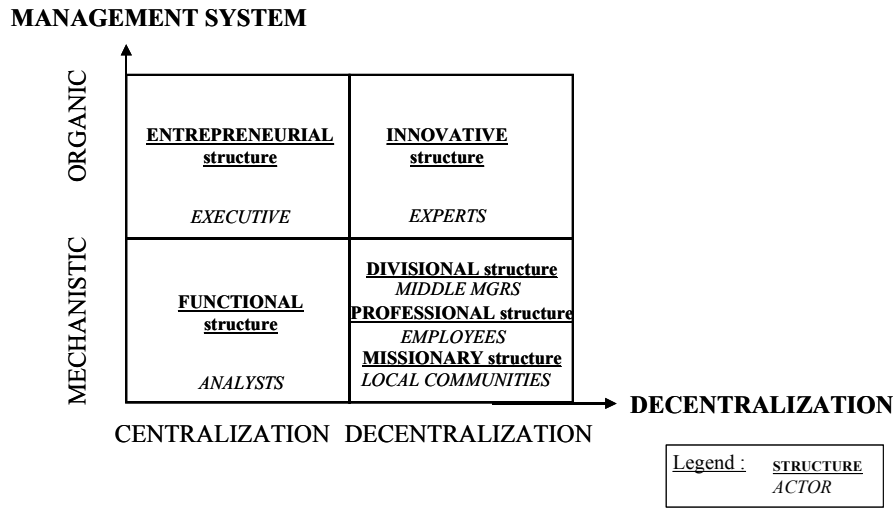 MANAGEMENT SYSTEM
ORGANIC
ENTREPRENEURIAL
structure
EXECUTIVE
INNOVATIVE
structure
EXPERTS
MECHANISTIC
FUNCTIONAL
structure
ANALYSTS
DIVISIONAL structure
MIDDLE MGRS
PROFESSIONAL structure
EMPLOYEES
MISSIONARY structure
LOCAL COMMUNITIES
DECENTRALIZATION
CENTRALIZATION DECENTRALIZATION
Legend : STRUCTURE
ACTOR